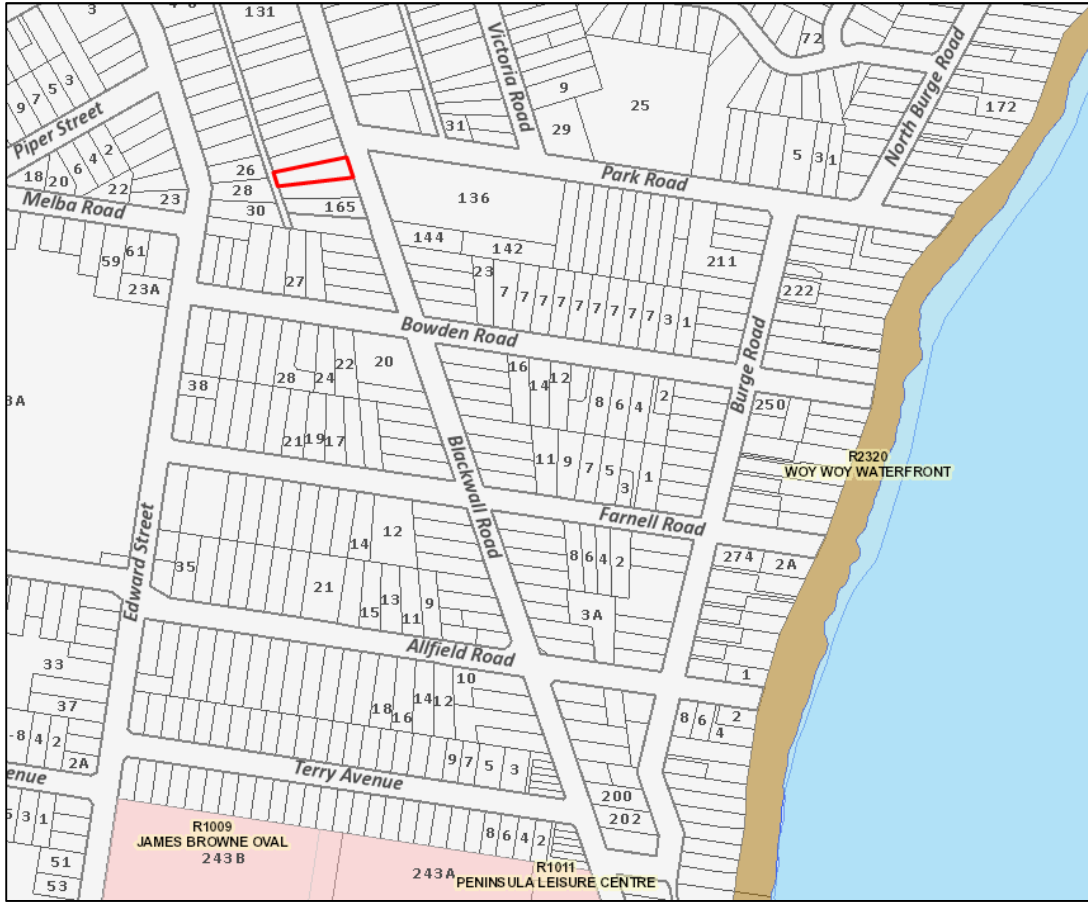 3
131
72
Victoria Road
North Burge Road
9 7 5 3
9
25
172
Piper Street
31
29
5 3 1
18 20 6 4 2
22
26
28
30
23
Park Road
Melba Road
165
136
144
142
211
61
59
23A
27
23
7 7 7 7 7 7 7 7 3 1
222
Bowden Road
38
28 24 22
20
16 14 12
8 6 4
2
Burge Road
250
3A
21 19 17
11 9 7 5
3
1
R2320
WOY WOY WATERFRONT
Blackwall Road
Farnell Road
Edward Street
14
12
8 6 4 2
274
2A
35
21
15 13 11 9
3A
Allfield Road
33
37
10
18 16 14 12
1
8 6
4
2
8 4 2
2A
enue
Terry Avenue
9 7 5 3
200
202
3 1
R1009
JAMES BROWNE OVAL
243B
8 6 4 2
51
53
243A
R1011
PENINSULA LEISURE CENTRE